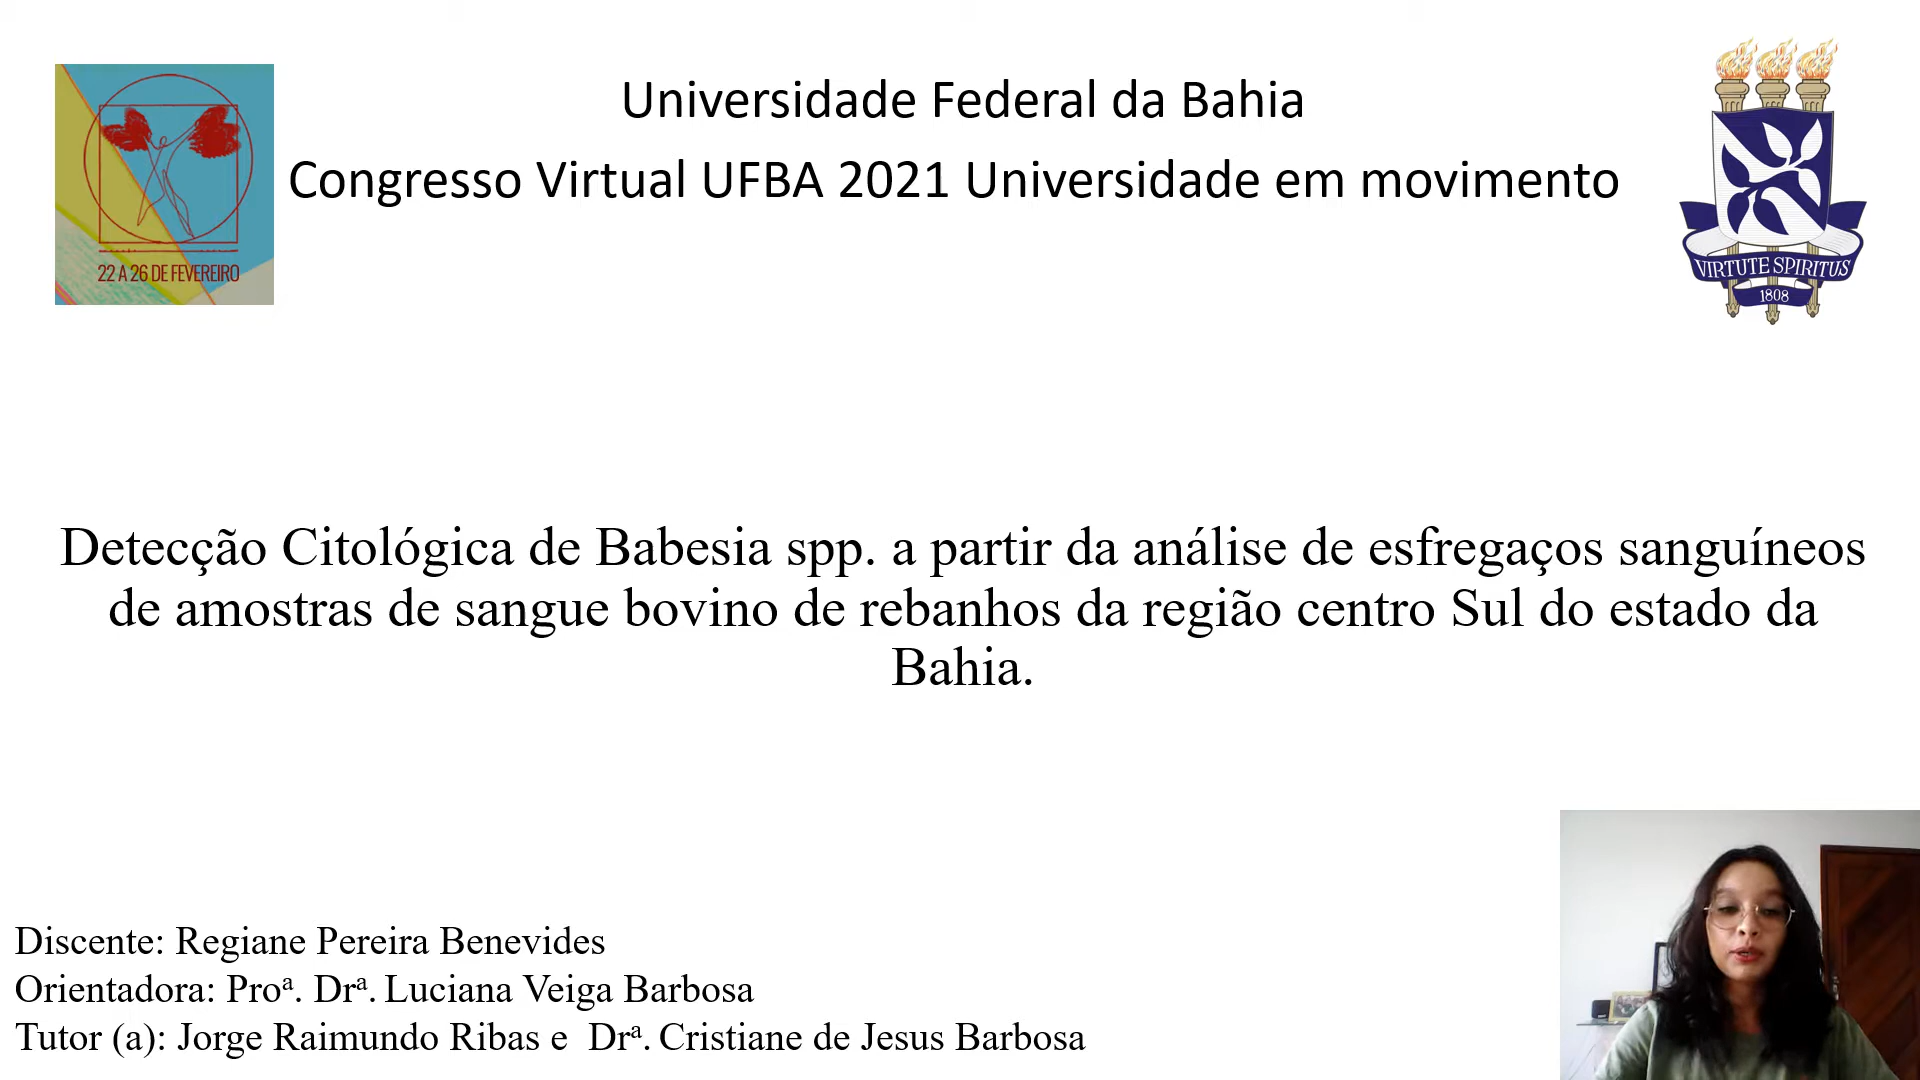 Universidade Federal da Bahia
Congresso Virtual UFBA 2021 Universidade em movimento
22 A 26 DE FEVEREIRO
VIRTUTE SPIRITUS
1808
Detecção Citológica de Babesia spp. a partir da análise de esfregaços sanguíneos
de amostras de sangue bovino de rebanhos da região centro Sul do estado da
Bahia.
Discente: Regiane Pereira Benevides
Orientadora: Proª. Drª. Luciana Veiga Barbosa
Tutor (a): Jorge Raimundo Ribas e  Drª. Cristiane de Jesus Barbosa